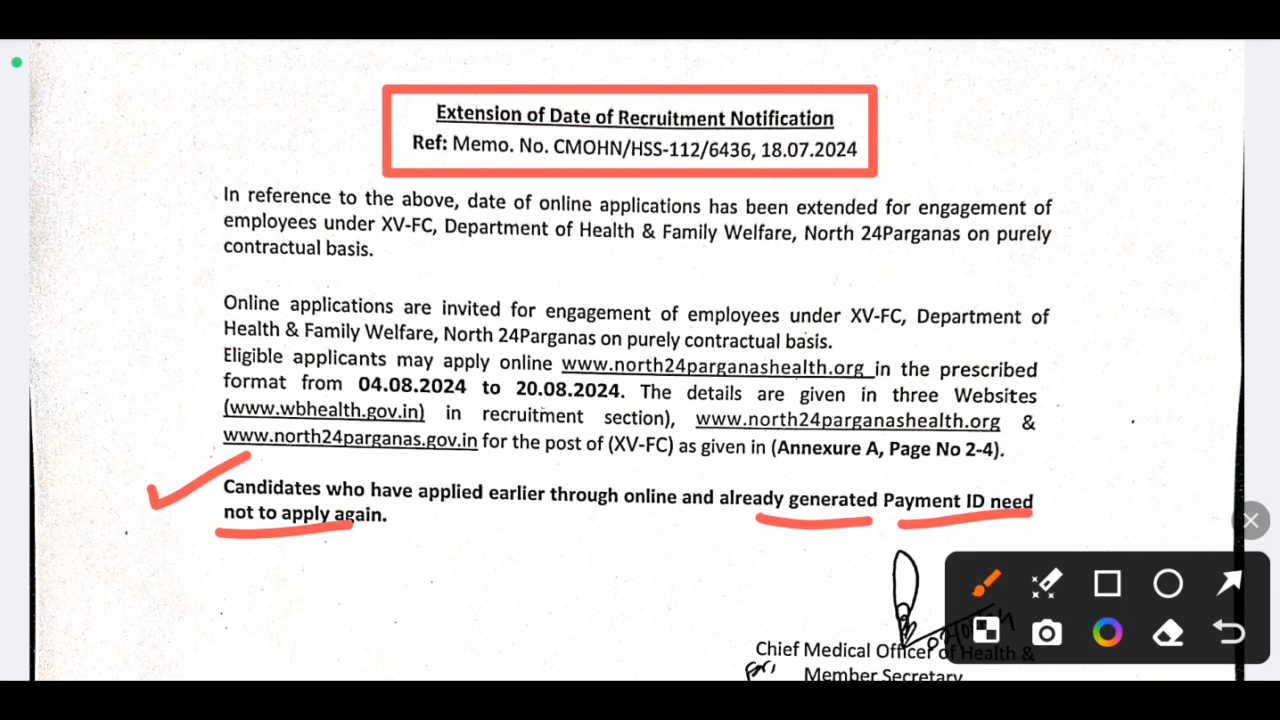 Extension of Date of Recruitment Notification
Ref: Memo. No. CMOHN/HSS-112/6436, 18.07.2024
In reference to the above, date of online applications has been extended for engagement of
employees under XV-FC, Department of Health & Family Welfare, North 24Parganas on purely
contractual basis.
Online applications are invited for engagement of employees under XV-FC, Department of
Health & Family Welfare, North 24Parganas on purely contractual basis.
Eligible applicants may apply online www.north24parganashealth.org in the prescribed
format from 04.08.2024 to 20.08.2024. The details are given in three Websites
(www.wbhealth.gov.in) in recruitment section), www.north24parganashealth.org &
www.north24parganas.gov.in for the post of (XV-FC) as given in (Annexure A, Page No 2-4).
Candidates who have applied earlier through online and already generated Payment ID need
not to apply again.
Chief Medical Officer of Health &
For,
Member Secretary